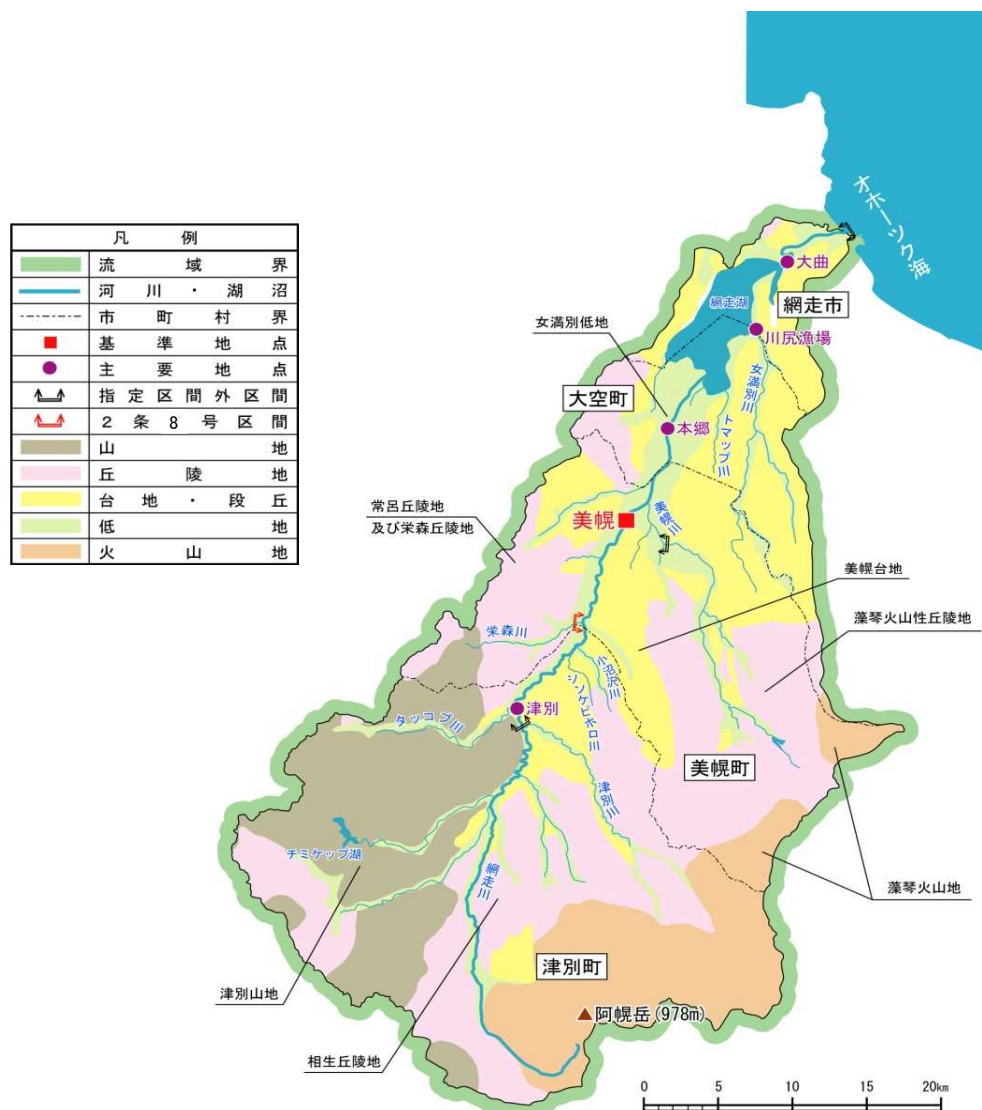 凡例
流域界
河川・湖沼
市町村界
基準地点
主要地点
指定区間外区間
2条8号区間
山地
丘陵地
台地・段丘
低地
火山地
オホーツク海
大曲
網走湖
網走市
川尻漁場
女満別低地
女満別川
大空町
トマップ川
本郷
常呂丘陵地
及び栄森丘陵地
美幌
美幌川
美幌台地
藻琴火山性丘陵地
栄森川
小沼沢川
ジンケピホロ川
津別
タッコブ川
美幌町
津別川
チミケップ湖
網走川
藻琴火山地
津別町
津別山地
阿幌岳(978m)
相生丘陵地
0 5 10 15 20km